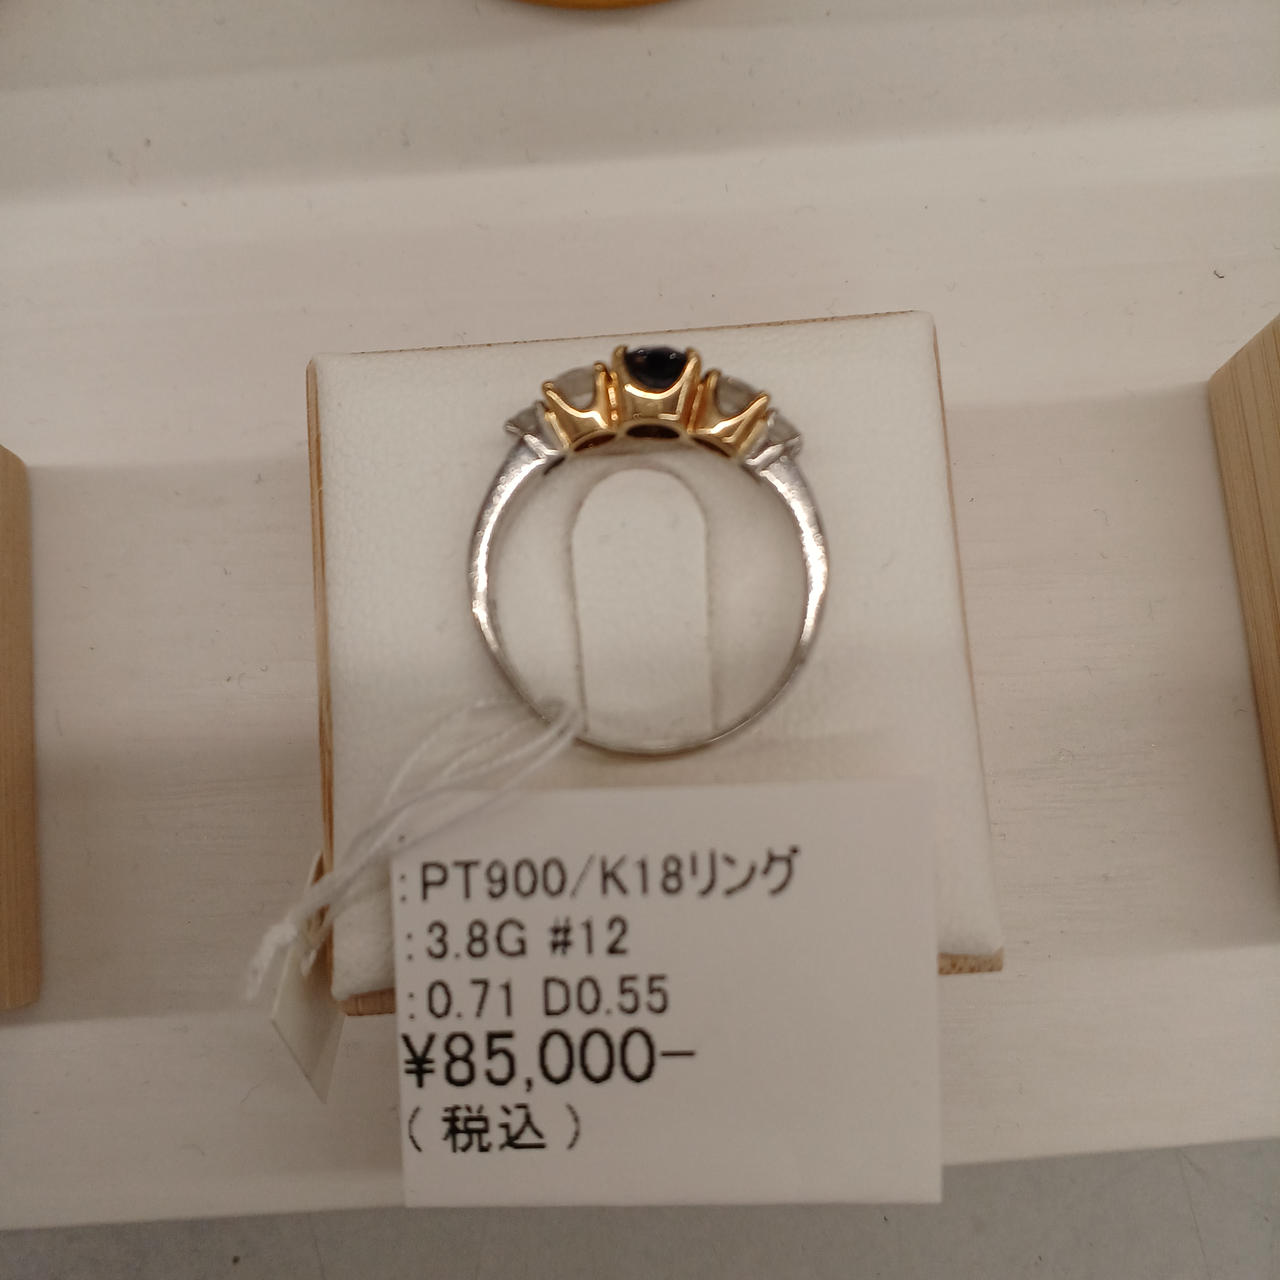 :PT900/K18リング
:3.8G #12
:0.71 D0.55
¥85,000-
(税込)